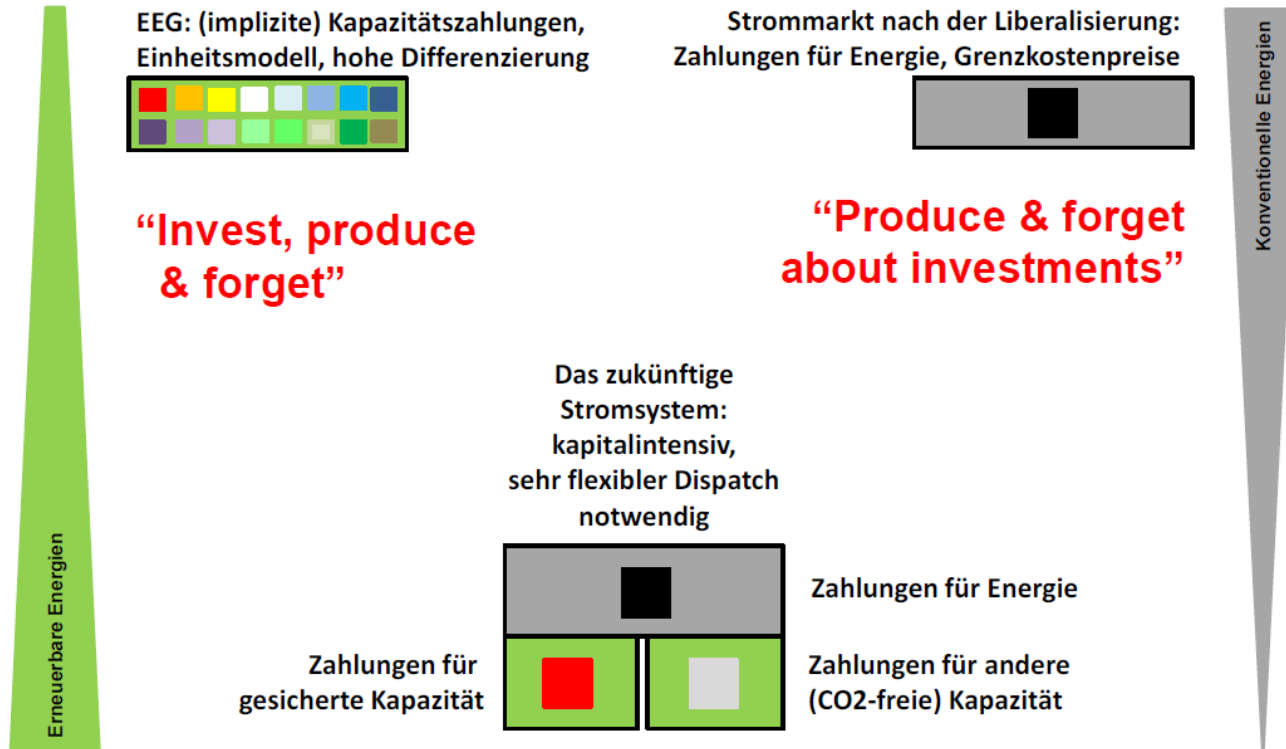 EEG: (implizite) Kapazitätszahlungen,
Einheitsmodell, hohe Differenzierung
Strommarkt nach der Liberalisierung:
Zahlungen für Energie, Grenzkostenpreise
“Invest, produce
& forget”
“Produce & forget
about investments”
Konventionelle Energien
Das zukünftige
Stromsystem:
kapitalintensiv,
sehr flexibler Dispatch
notwendig
Zahlungen für Energie
Zahlungen für
gesicherte Kapazität
Zahlungen für andere
(CO2-freie) Kapazität
Erneuerbare Energien